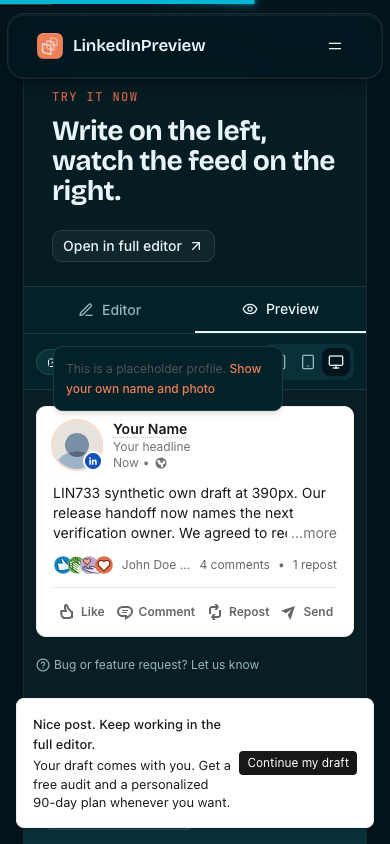 LinkedInPreview
TRY IT NOW
Write on the left,
watch the feed on the
right.
Open in full editor
Editor
Preview
This is a placeholder profile. Show
your own name and photo
Your Name
Your headline
Now •
LIN733 synthetic own draft at 390px. Our
release handoff now names the next
verification owner. We agreed to ...more
John Doe ... 4 comments • 1 repost
Like
Comment
Repost
Send
Bug or feature request? Let us know
Nice post. Keep working in the
full editor.
Your draft comes with you. Get a
free audit and a personalized
90-day plan whenever you want.
Continue my draft